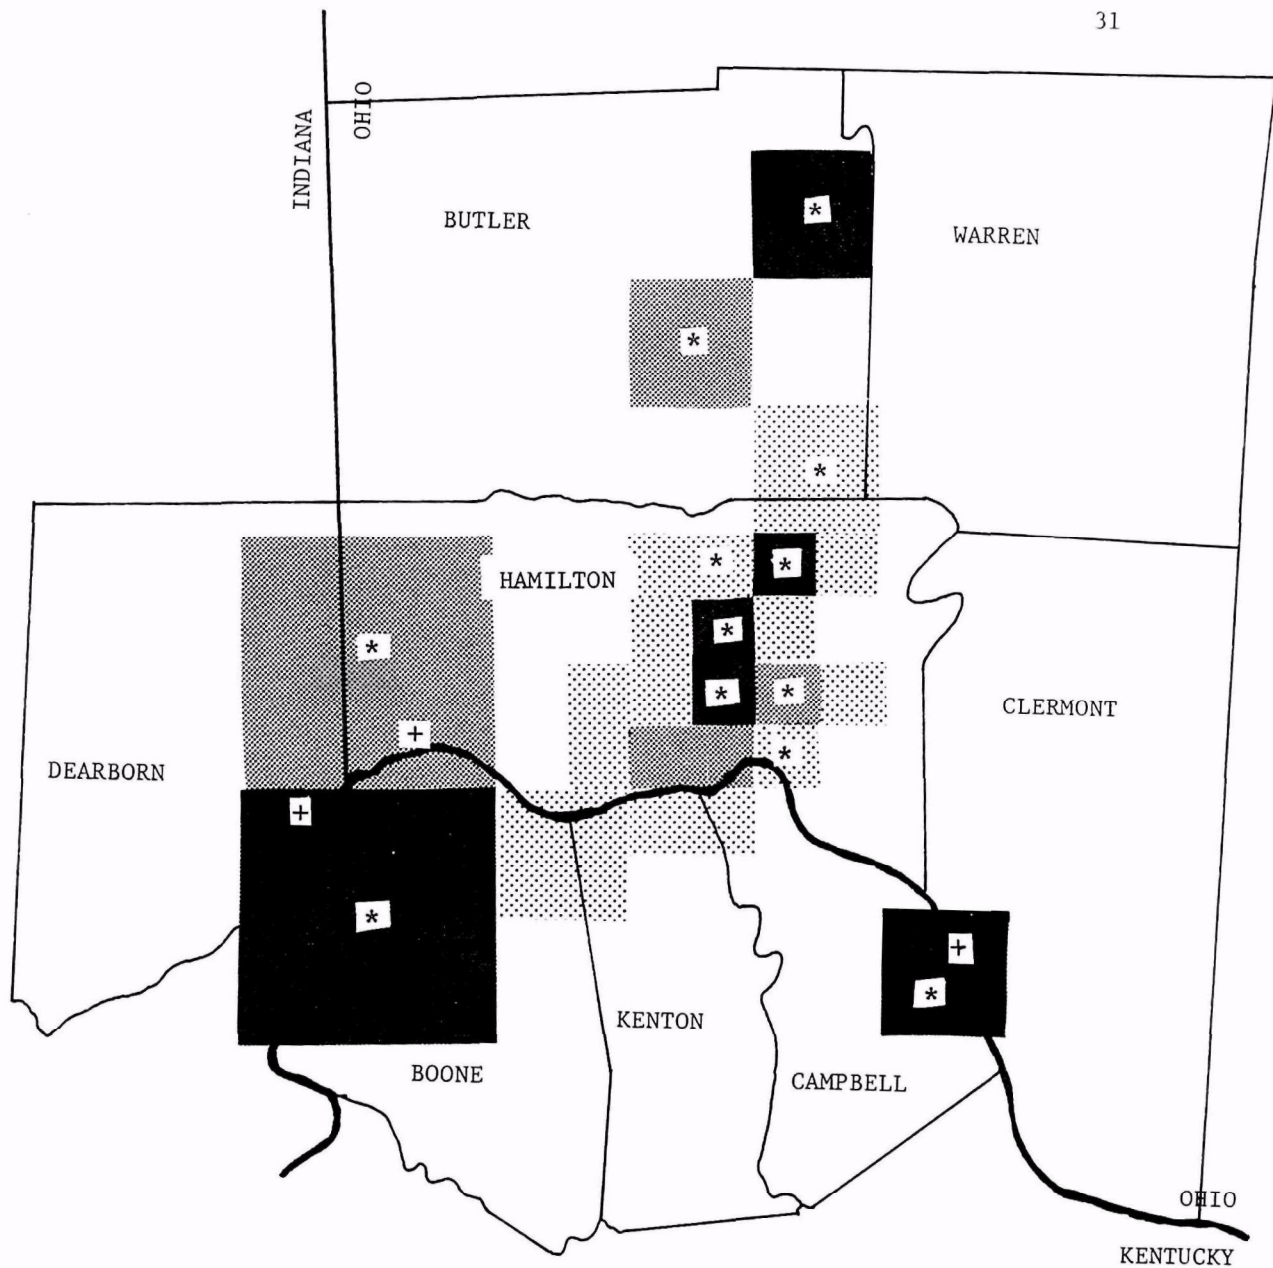 31
INDIANA
OHIO
BUTLER
WARREN
*
*
*
HAMILTON
*
*
*
*
*
*
CLERMONT
+
*
DEARBORN
+
*
+
*
KENTON
BOONE
CAMPBELL
OHIO
KENTUCKY